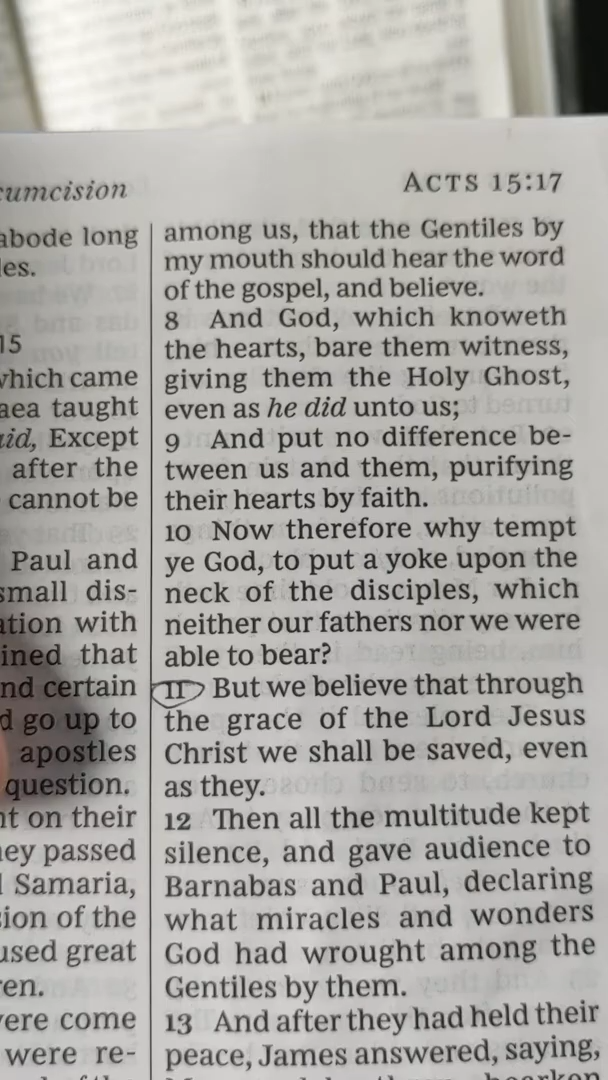 cumcision
ACTS 15:17
abode long
les.
15
which came
aea taught
aid, Except
after the
cannot be
Paul and
small dis-
ation with
ined that
nd certain
d go up to
apostles
question.
nt on their
ney passed
l Samaria,
sion of the
used great
ren.
were come
were re-
among us, that the Gentiles by
my mouth should hear the word
of the gospel, and believe.
8 And God, which knoweth
the hearts, bare them witness,
giving them the Holy Ghost,
even as he did unto us;
9 And put no difference be-
tween us and them, purifying
their hearts by faith.
10 Now therefore why tempt
ye God, to put a yoke upon the
neck of the disciples, which
neither our fathers nor we were
able to bear?
11 But we believe that through
the grace of the Lord Jesus
Christ we shall be saved, even
as they.
12 Then all the multitude kept
silence, and gave audience to
Barnabas and Paul, declaring
what miracles and wonders
God had wrought among the
Gentiles by them.
13 And after they had held their
peace, James answered, saying,